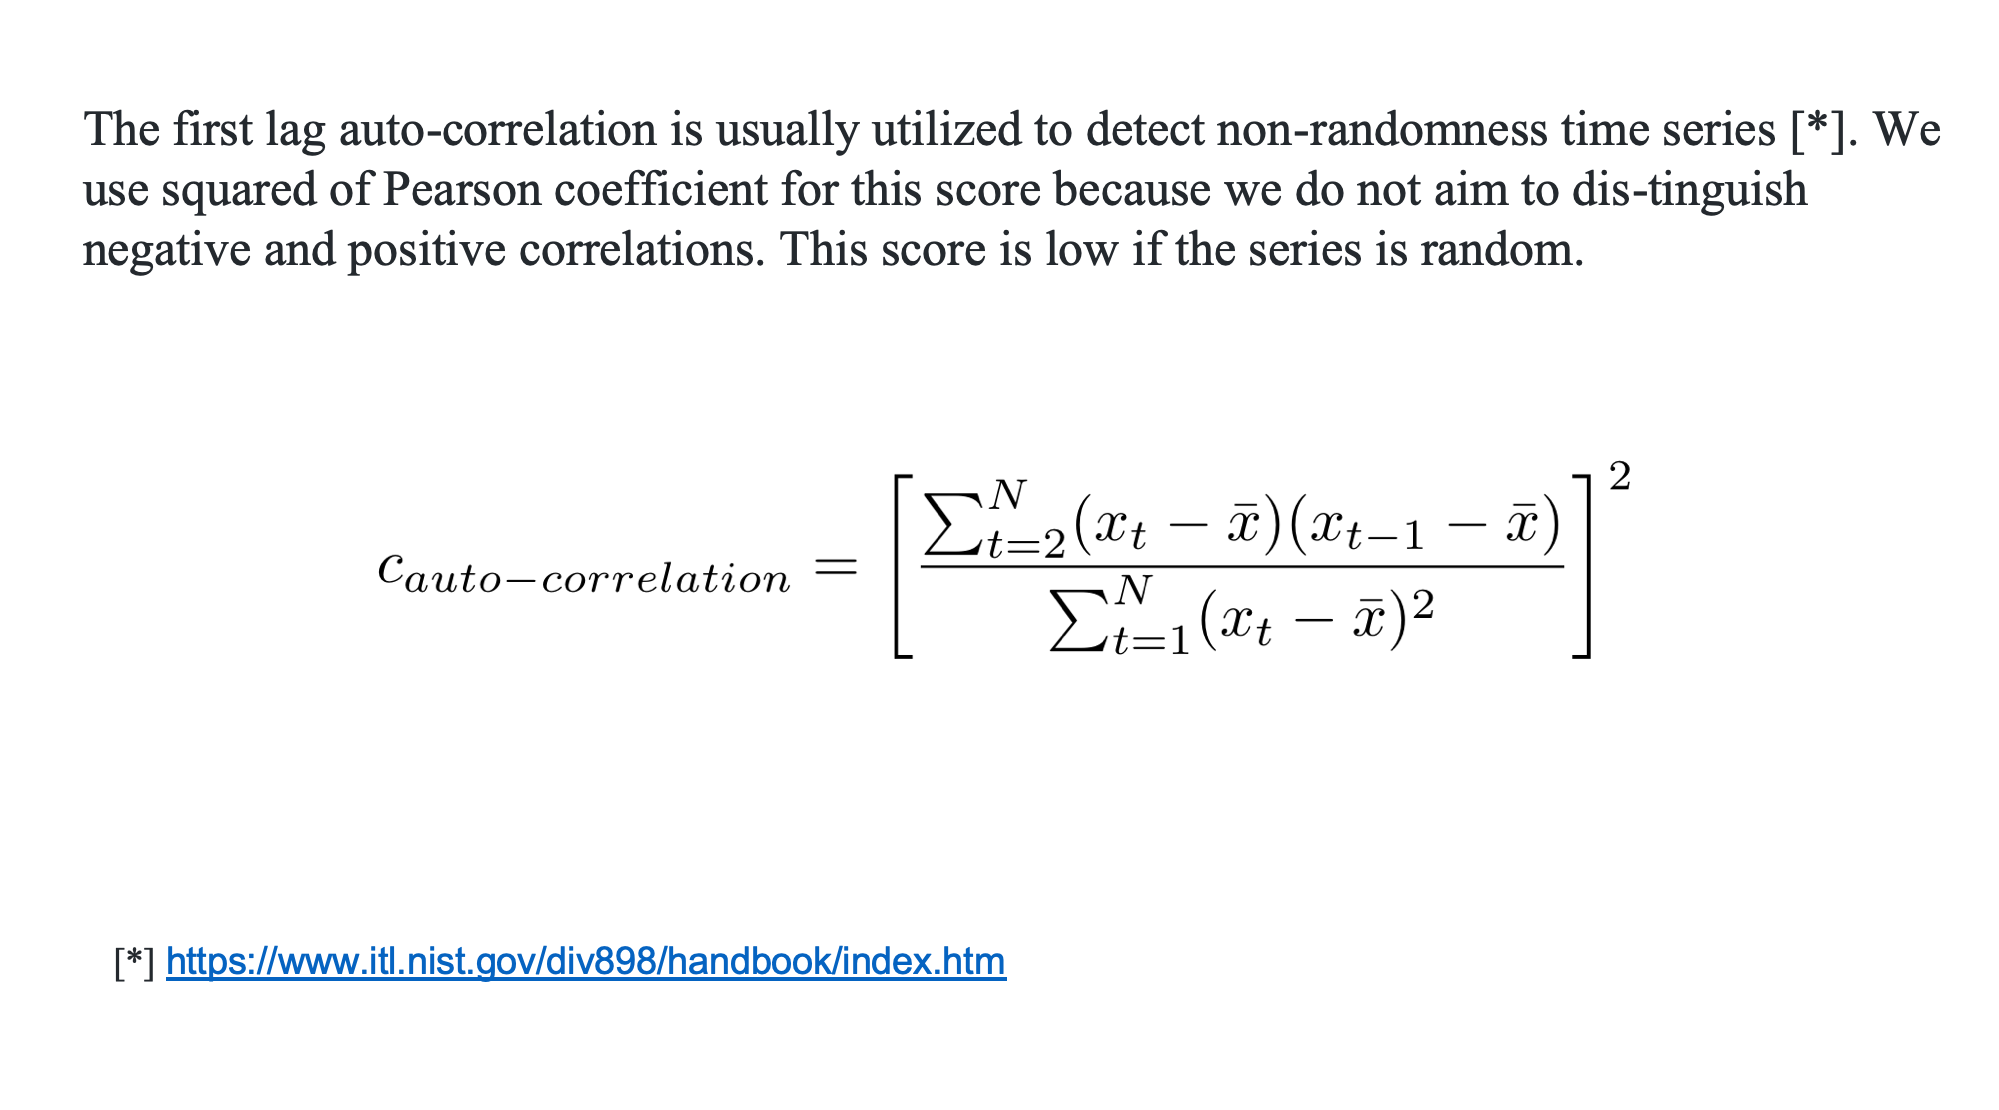 The first lag auto-correlation is usually utilized to detect non-randomness time series [*]. We
use squared of Pearson coefficient for this score because we do not aim to dis-tinguish
negative and positive correlations. This score is low if the series is random.
$c_{auto-correlation} = \left[ \frac{\sum_{t=2}^{N}(x_t - \bar{x})(x_{t-1} - \bar{x})}{\sum_{t=1}^{N}(x_t - \bar{x})^2} \right]^2$
[*] https://www.itl.nist.gov/div898/handbook/index.htm